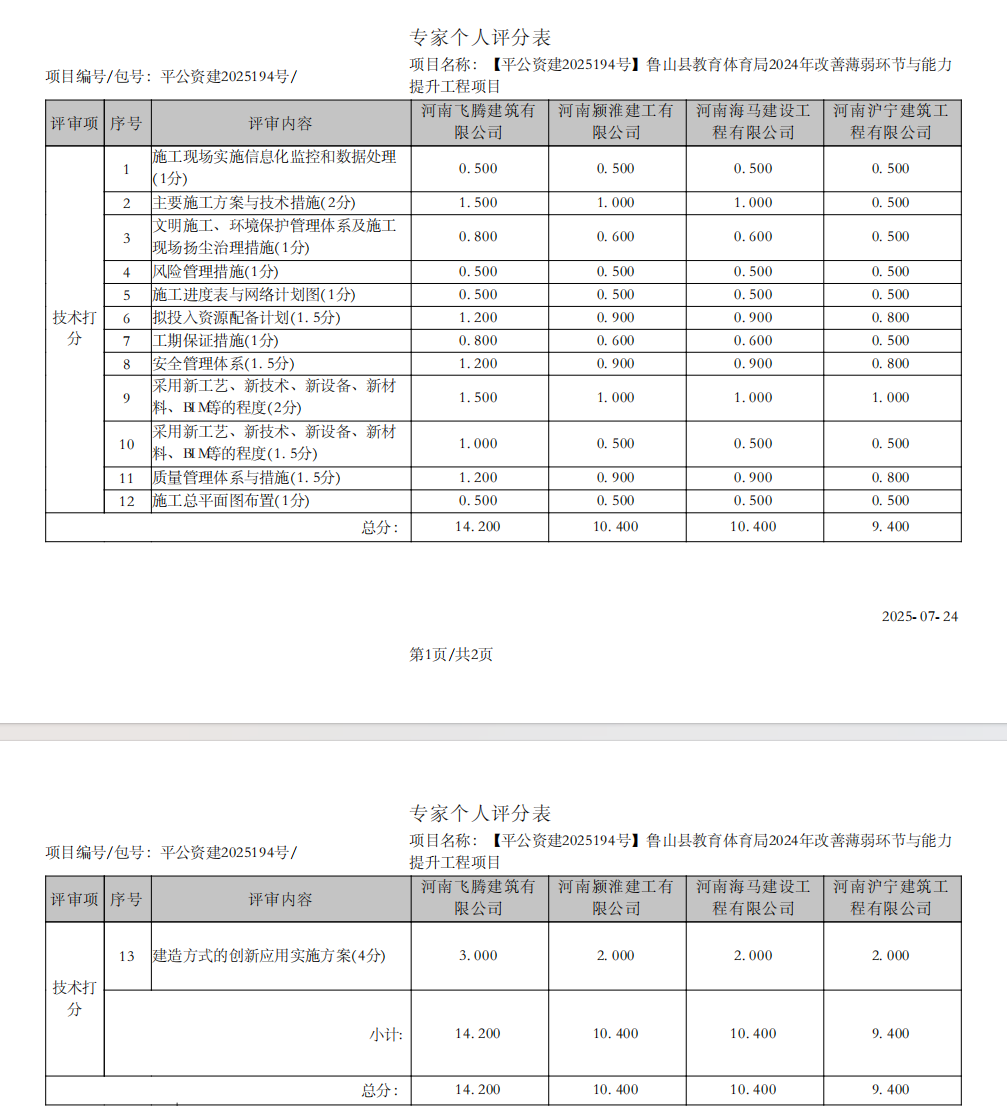 专家个人评分表
项目编号/包号：平公资建2025194号/
项目名称：【平公资建2025194号】鲁山县教育体育局2024年改善薄弱环节与能力
提升工程项目
评审项 序号 评审内容 河南飞腾建筑有限公司 河南颍淮建工有限公司 河南海马建设工程有限公司 河南沪宁建筑工程有限公司
技术打分
1 施工现场实施信息化监控和数据处理(1分) 0.500 0.500 0.500 0.500
2 主要施工方案与技术措施(2分) 1.500 1.000 1.000 0.500
3 文明施工、环境保护管理体系及施工现场扬尘治理措施(1分) 0.800 0.600 0.600 0.500
4 风险管理措施(1分) 0.500 0.500 0.500 0.500
5 施工进度表与网络计划图(1分) 0.500 0.500 0.500 0.500
6 拟投入资源配备计划(1.5分) 1.200 0.900 0.900 0.800
7 工期保证措施(1分) 0.800 0.600 0.600 0.500
8 安全管理体系(1.5分) 1.200 0.900 0.900 0.800
9 采用新工艺、新技术、新设备、新材料、BIM等的程度(2分) 1.500 1.000 1.000 1.000
10 采用新工艺、新技术、新设备、新材料、BIM等的程度(1.5分) 1.000 0.500 0.500 0.500
11 质量管理体系与措施(1.5分) 1.200 0.900 0.900 0.800
12 施工总平面图布置(1分) 0.500 0.500 0.500 0.500
总分： 14.200 10.400 10.400 9.400
2025-07-24
第1页/共2页
专家个人评分表
项目编号/包号：平公资建2025194号/
项目名称：【平公资建2025194号】鲁山县教育体育局2024年改善薄弱环节与能力
提升工程项目
评审项 序号 评审内容 河南飞腾建筑有限公司 河南颍淮建工有限公司 河南海马建设工程有限公司 河南沪宁建筑工程有限公司
技术打分
13 建造方式的创新应用实施方案(4分) 3.000 2.000 2.000 2.000
小计: 14.200 10.400 10.400 9.400
总分： 14.200 10.400 10.400 9.400